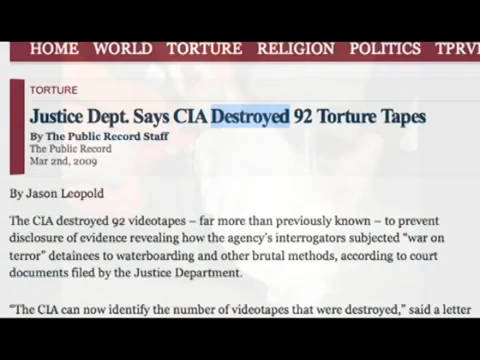 HOME WORLD TORTURE RELIGION POLITICS TPRV
TORTURE
Justice Dept. Says CIA Destroyed 92 Torture Tapes
By The Public Record Staff
The Public Record
Mar 2nd, 2009
By Jason Leopold
The CIA destroyed 92 videotapes – far more than previously known – to prevent
disclosure of evidence revealing how the agency's interrogators subjected “war on
terror” detainees to waterboarding and other brutal methods, according to court
documents filed by the Justice Department.
“The CIA can now identify the number of videotapes that were destroyed,” said a letter